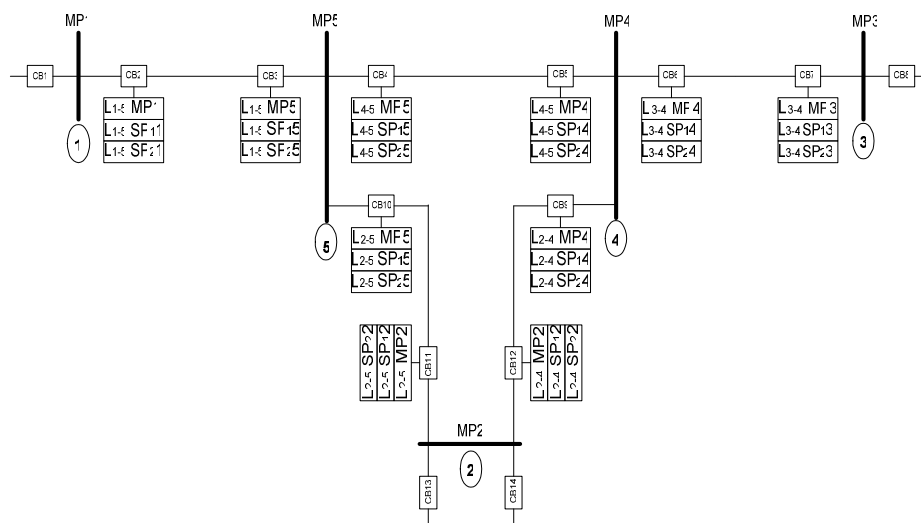 MP1 MP5 MP4 MP3
CB1 CB2 CB3 CB4 CB5 CB6 CB7 CB8
L1-5 MP1
L1-5 SP11
L1-5 SP21
L1-5 MP5
L1-5 SP15
L1-5 SP25
L4-5 MP5
L4-5 SP15
L4-5 SP25
L4-5 MP4
L4-5 SP14
L4-5 SP24
L3-4 MP4
L3-4 SP14
L3-4 SP24
L3-4 MP3
L3-4 SP13
L3-4 SP23
1
3
5
4
CB10
L2-5 MP5
L2-5 SP15
L2-5 SP25
CB9
L2-4 MP4
L2-4 SP14
L2-4 SP24
L2-5 SP22
L2-5 SP12
L2-5 MP2
CB11
CB12
L2-4 MP2
L2-4 SP12
L2-4 SP22
MP2
2
CB13
CB14